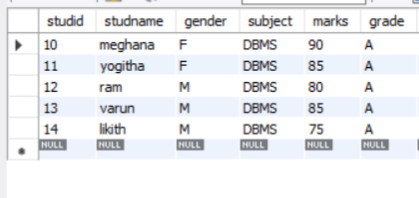 studid studname gender subject marks grade
10 meghana F DBMS 90 A
11 yogitha F DBMS 85 A
12 ram M DBMS 80 A
13 varun M DBMS 85 A
14 likith M DBMS 75 A
NULL NULL NULL NULL NULL NULL